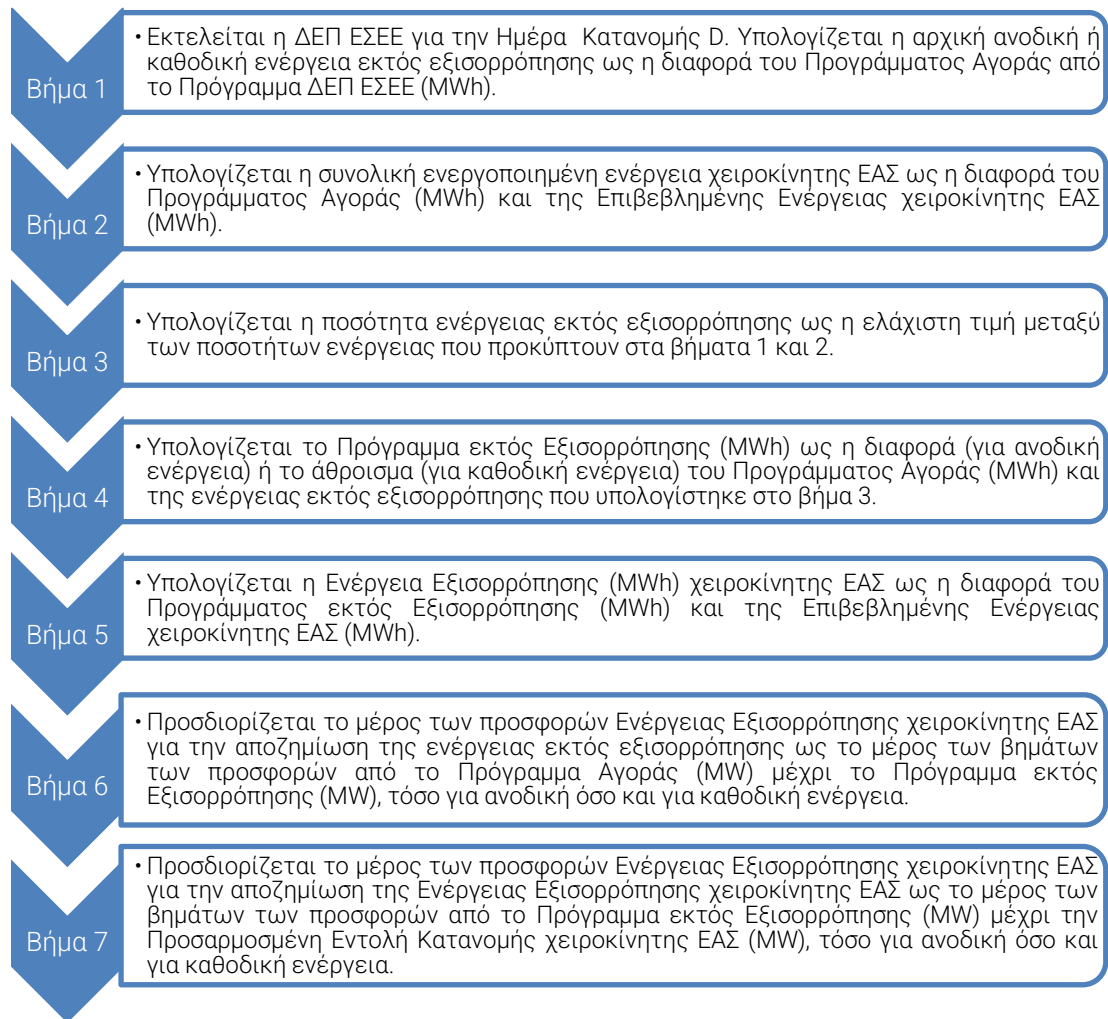 Βήμα 1
• Εκτελείται η ΔΕΠ ΕΣΕΕ για την Ημέρα Κατανομής D. Υπολογίζεται η αρχική ανοδική ή
καθοδική ενέργεια εκτός εξισορρόπησης ως η διαφορά του Προγράμματος Αγοράς από
το Πρόγραμμα ΔΕΠ ΕΣΕΕ (MWh).
Βήμα 2
• Υπολογίζεται η συνολική ενεργοποιημένη ενέργεια χειροκίνητης ΕΑΣ ως η διαφορά του
Προγράμματος Αγοράς (MWh) και της Επιβεβλημένης Ενέργειας χειροκίνητης ΕΑΣ
(MWh).
Βήμα 3
• Υπολογίζεται η ποσότητα ενέργειας εκτός εξισορρόπησης ως η ελάχιστη τιμή μεταξύ
των ποσοτήτων ενέργειας που προκύπτουν στα βήματα 1 και 2.
Βήμα 4
• Υπολογίζεται το Πρόγραμμα εκτός Εξισορρόπησης (MWh) ως η διαφορά (για ανοδική
ενέργεια) ή το άθροισμα (για καθοδική ενέργεια) του Προγράμματος Αγοράς (MWh) και
της ενέργειας εκτός εξισορρόπησης που υπολογίστηκε στο βήμα 3.
Βήμα 5
• Υπολογίζεται η Ενέργεια Εξισορρόπησης (MWh) χειροκίνητης ΕΑΣ ως η διαφορά του
Προγράμματος εκτός Εξισορρόπησης (MWh) και της Επιβεβλημένης Ενέργειας
χειροκίνητης ΕΑΣ (MWh).
Βήμα 6
• Προσδιορίζεται το μέρος των προσφορών Ενέργειας Εξισορρόπησης χειροκίνητης ΕΑΣ
για την αποζημίωση της ενέργειας εκτός εξισορρόπησης ως το μέρος των βημάτων
των προσφορών από το Πρόγραμμα Αγοράς (MW) μέχρι το Πρόγραμμα εκτός
Εξισορρόπησης (MW), τόσο για ανοδική όσο και για καθοδική ενέργεια.
Βήμα 7
• Προσδιορίζεται το μέρος των προσφορών Ενέργειας Εξισορρόπησης χειροκίνητης ΕΑΣ
για την αποζημίωση της Ενέργειας Εξισορρόπησης χειροκίνητης ΕΑΣ ως το μέρος των
βημάτων των προσφορών από το Πρόγραμμα εκτός Εξισορρόπησης (MW) μέχρι την
Προσαρμοσμένη Εντολή Κατανομής χειροκίνητης ΕΑΣ (MW), τόσο για ανοδική όσο και
για καθοδική ενέργεια.